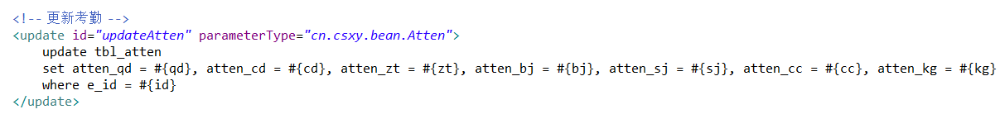 <!-- 更新考勤 -->
<update id="updateAtten" parameterType="cn.csxy.bean.Atten">
update tbl_atten
set atten_qd = #{qd}, atten_cd = #{cd}, atten_zt = #{zt}, atten_bj = #{bj}, atten_sj = #{sj}, atten_cc = #{cc}, atten_kg = #{kg}
where e_id = #{id}
</update>